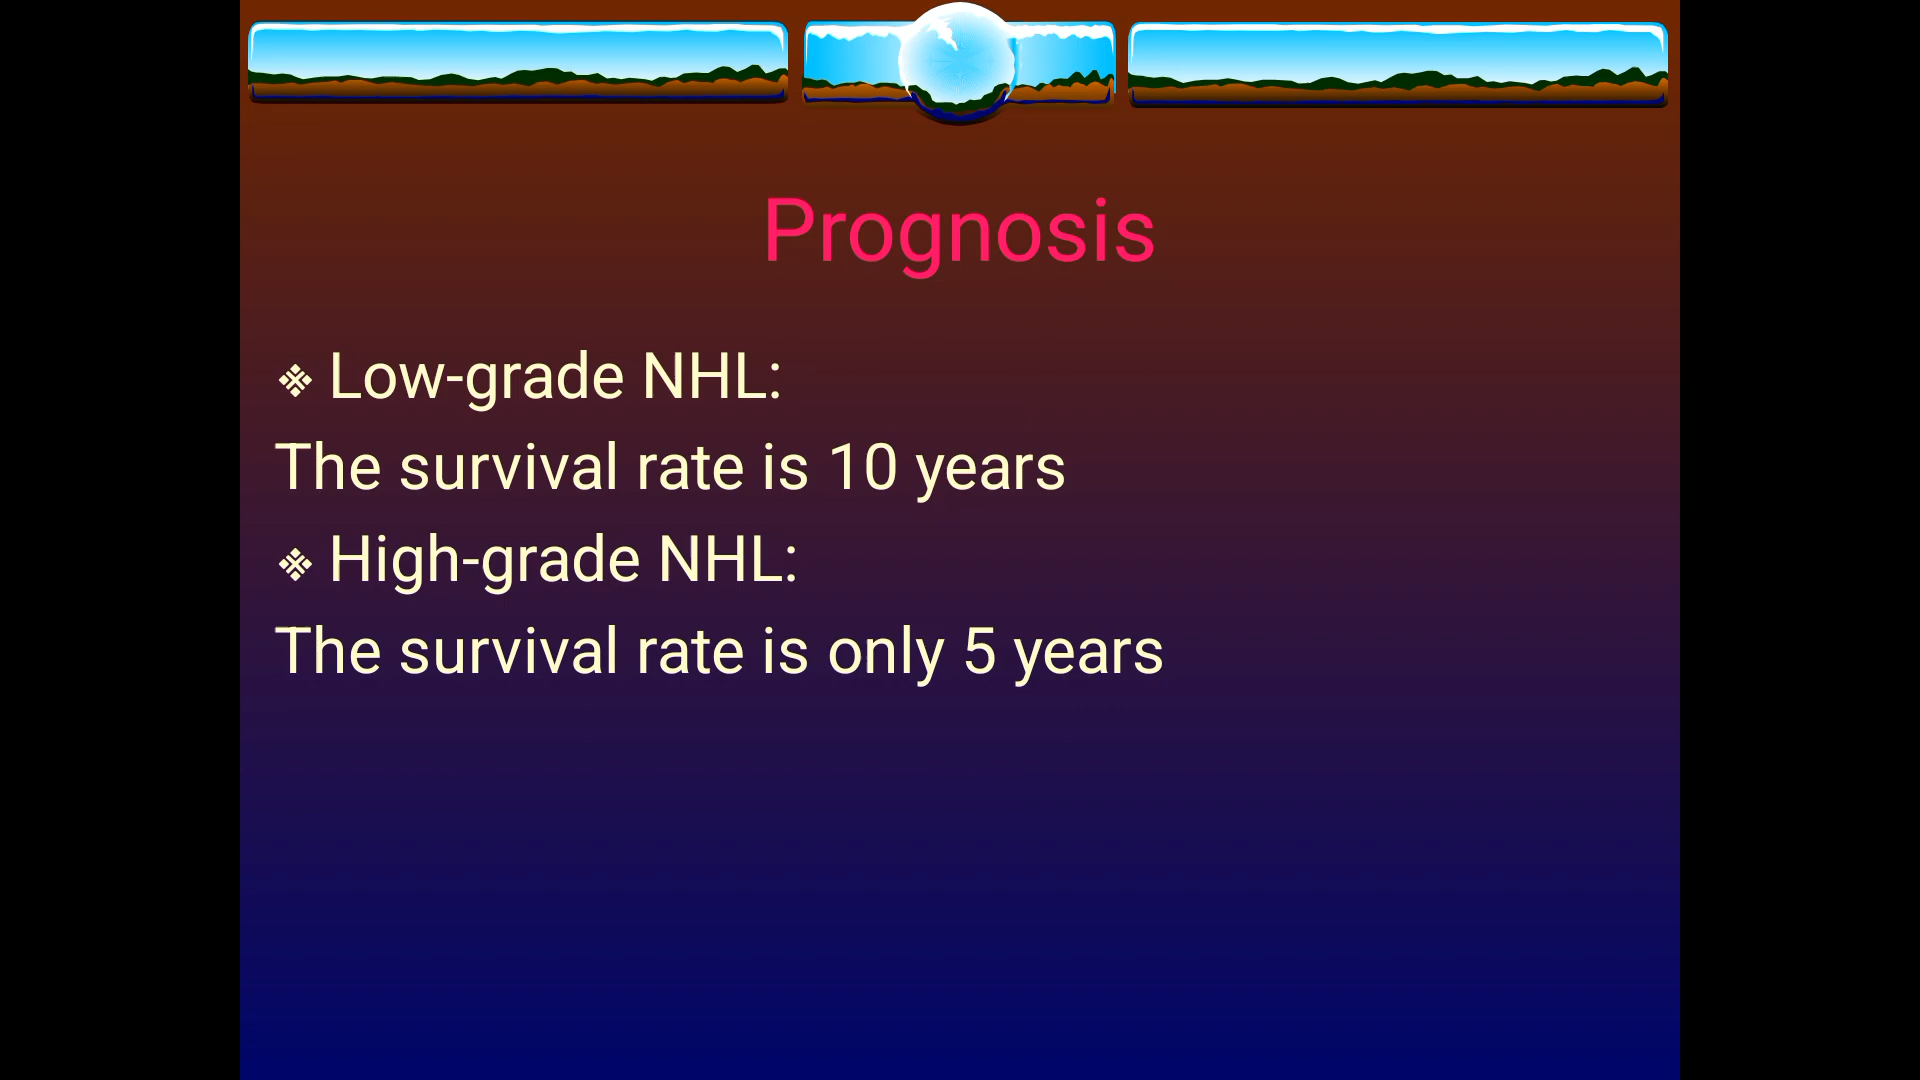 Prognosis
❖ Low-grade NHL:
The survival rate is 10 years
❖ High-grade NHL:
The survival rate is only 5 years